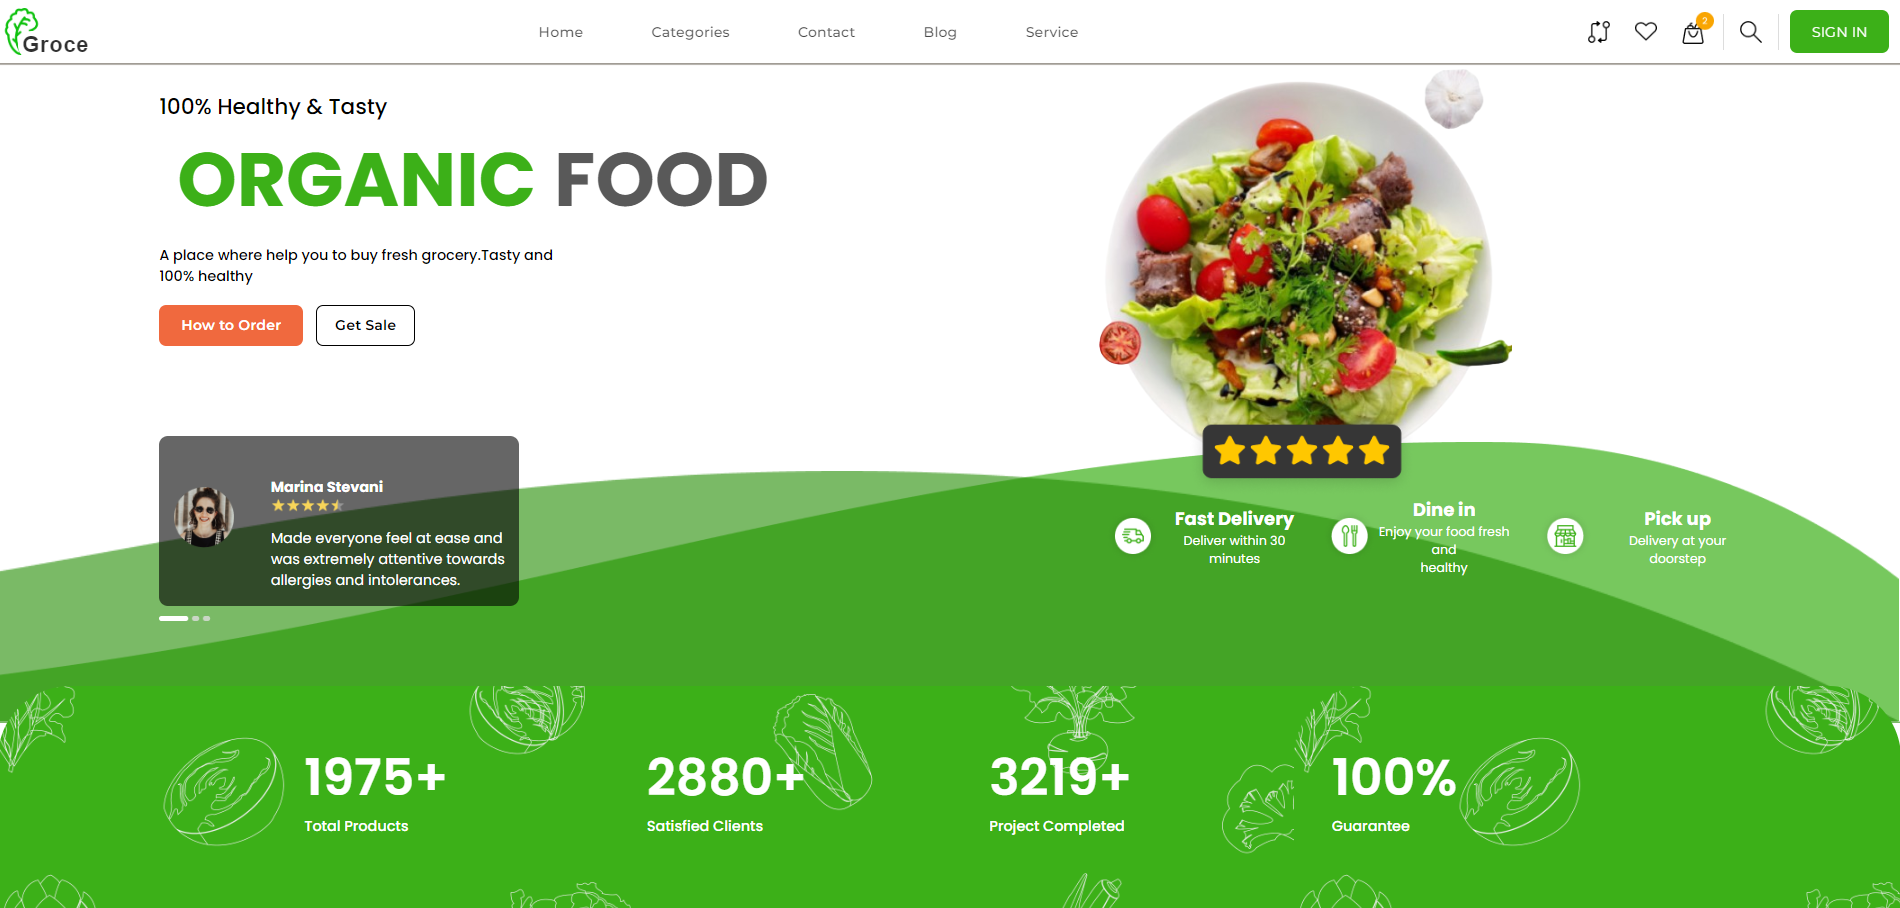 Groce
Home
Categories
Contact
Blog
Service
2
SIGN IN
100% Healthy & Tasty
ORGANIC FOOD
A place where help you to buy fresh grocery.Tasty and
100% healthy
How to Order
Get Sale
Marina Stevani
Made everyone feel at ease and
was extremely attentive towards
allergies and intolerances.
Fast Delivery
Deliver within 30
minutes
Dine in
Enjoy your food fresh
and
healthy
Pick up
Delivery at your
doorstep
1975+
Total Products
2880+
Satisfied Clients
3219+
Project Completed
100%
Guarantee